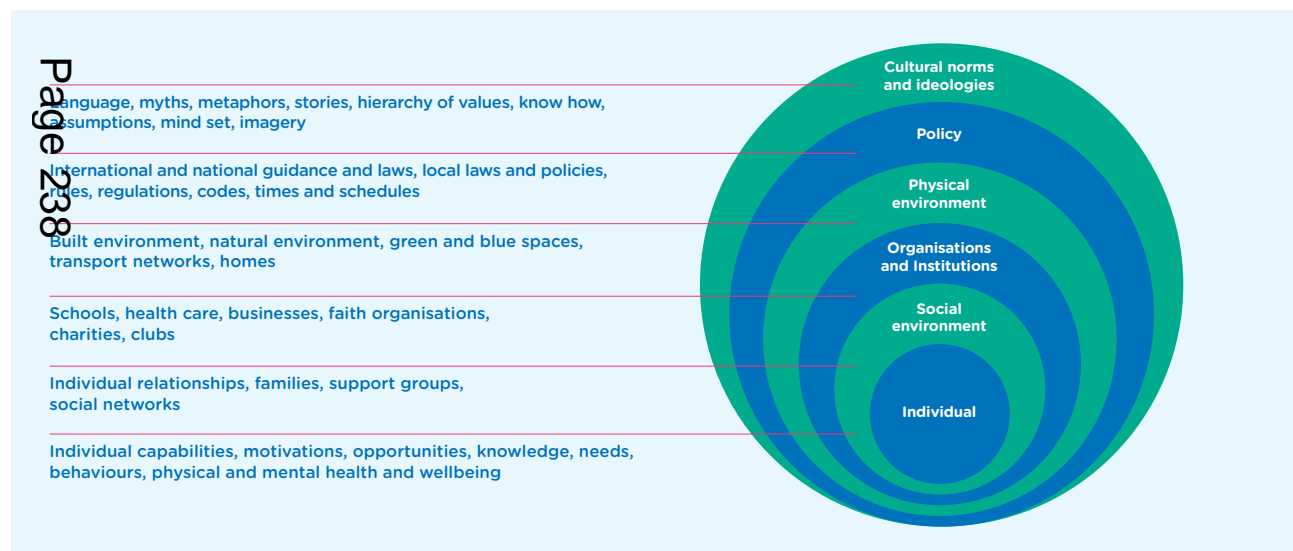 Page 238
Language, myths, metaphors, stories, hierarchy of values, know how,
assumptions, mind set, imagery
International and national guidance and laws, local laws and policies,
rules, regulations, codes, times and schedules
Built environment, natural environment, green and blue spaces,
transport networks, homes
Schools, health care, businesses, faith organisations,
charities, clubs
Individual relationships, families, support groups,
social networks
Individual capabilities, motivations, opportunities, knowledge, needs,
behaviours, physical and mental health and wellbeing
Cultural norms
and ideologies
Policy
Physical
environment
Organisations
and Institutions
Social
environment
Individual